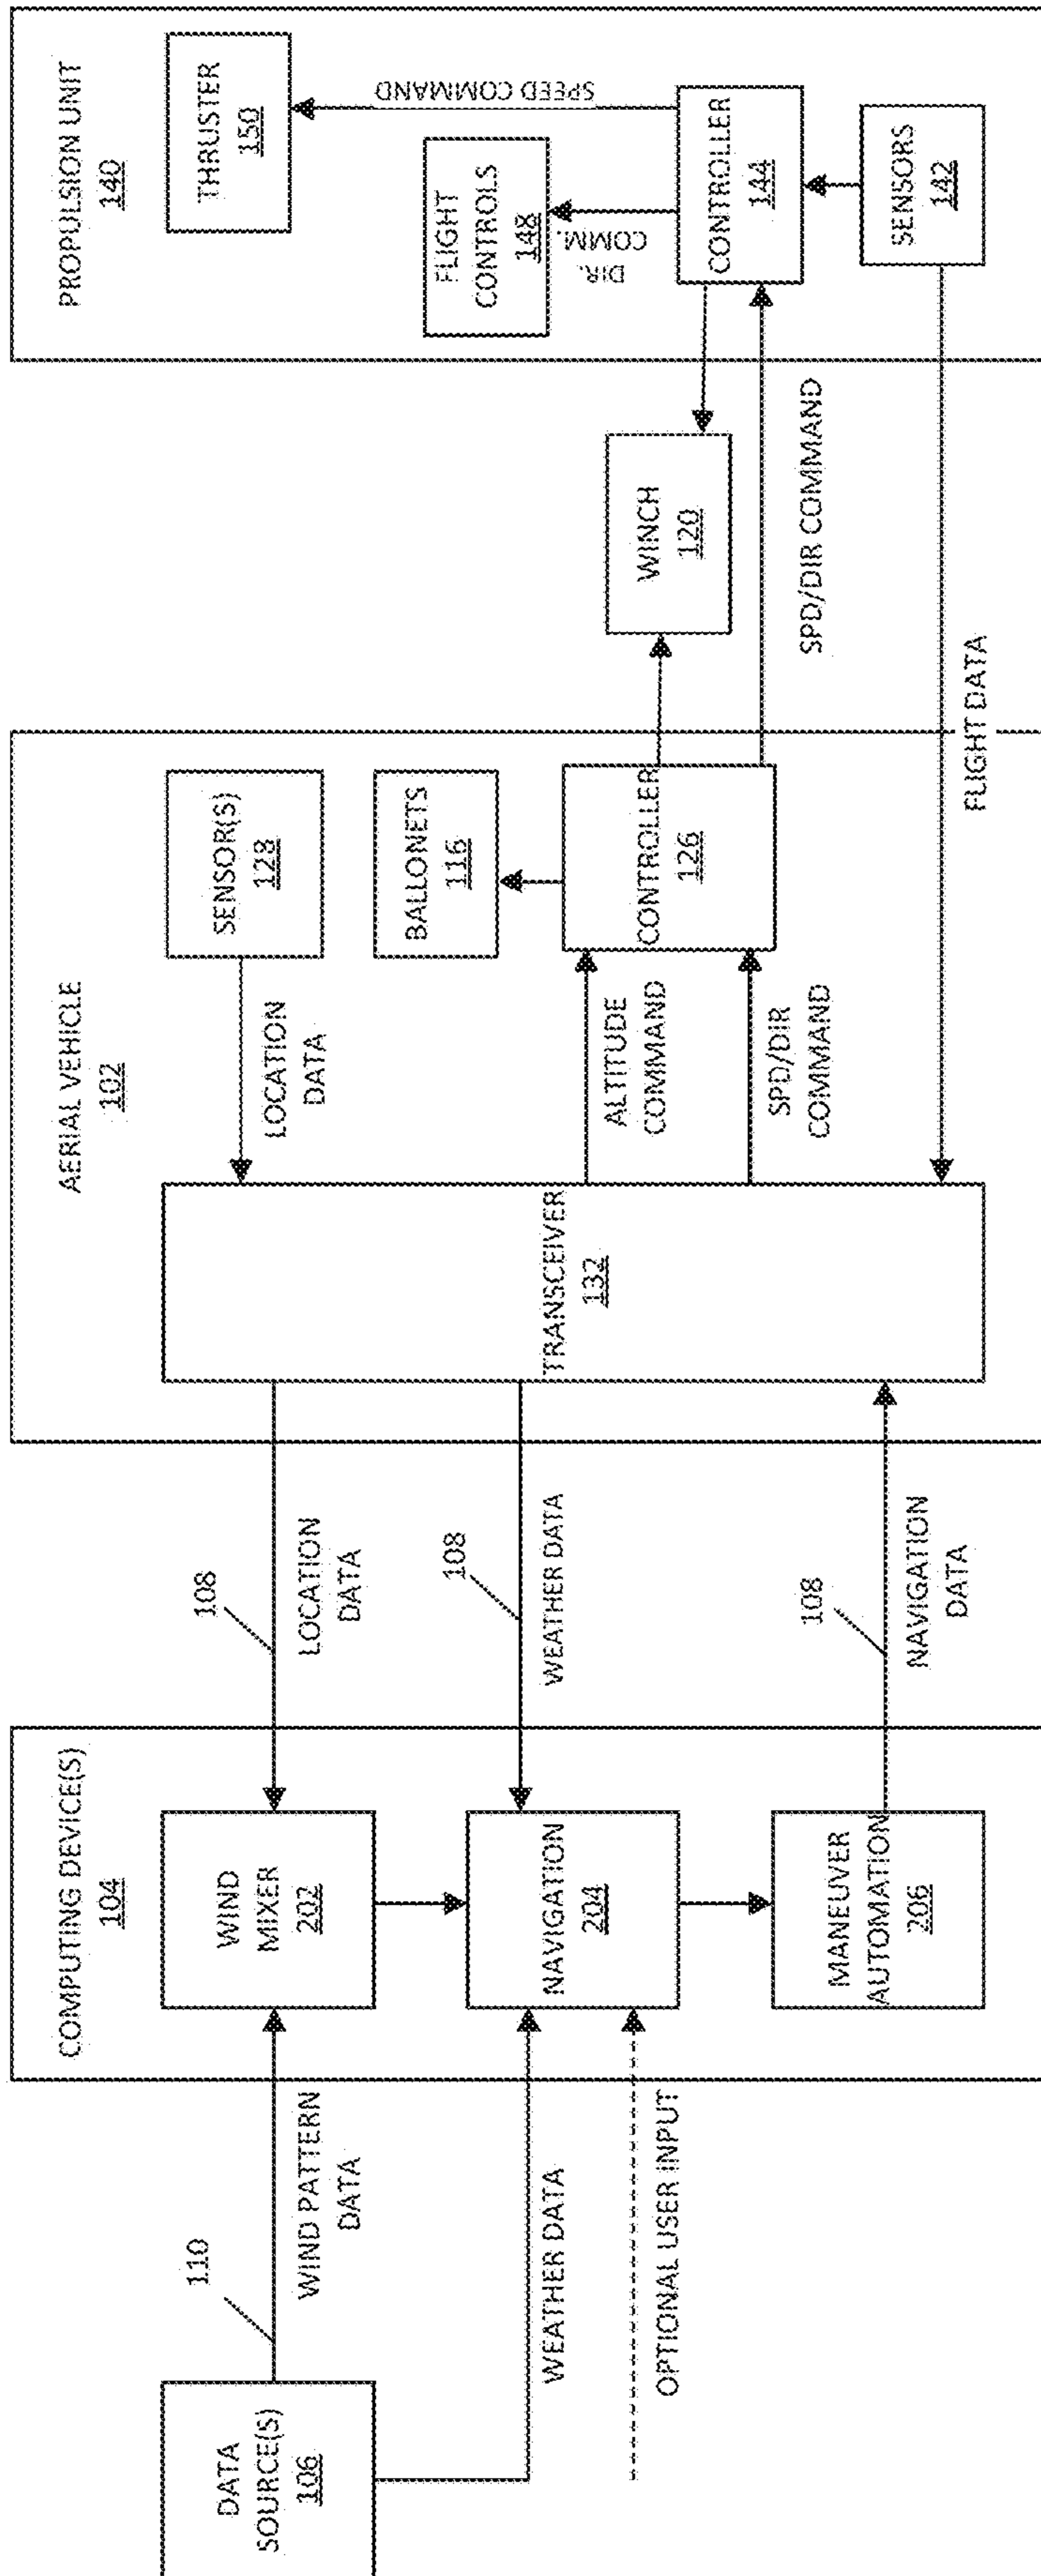 DATA
SOURCE(S)
106
110
WIND PATTERN
DATA
WEATHER DATA
OPTIONAL USER INPUT
COMPUTING DEVICE(S)
104
WIND
MIXER
202
NAVIGATION
204
MANEUVER
AUTOMATION
206
108
LOCATION
DATA
108
WEATHER DATA
108
NAVIGATION
DATA
AERIAL VEHICLE
102
TRANSCEIVER
132
LOCATION
DATA
SENSOR(S)
128
BALLONETS
116
ALTITUDE
COMMAND
SPD/DIR
COMMAND
CONTROLLER
126
FLIGHT DATA
WINCH
120
SPD/DIR COMMAND
PROPULSION UNIT
140
THRUSTER
150
SPEED COMMAND
FLIGHT
CONTROLS
148
DIR.
COMM.
CONTROLLER
144
SENSORS
142